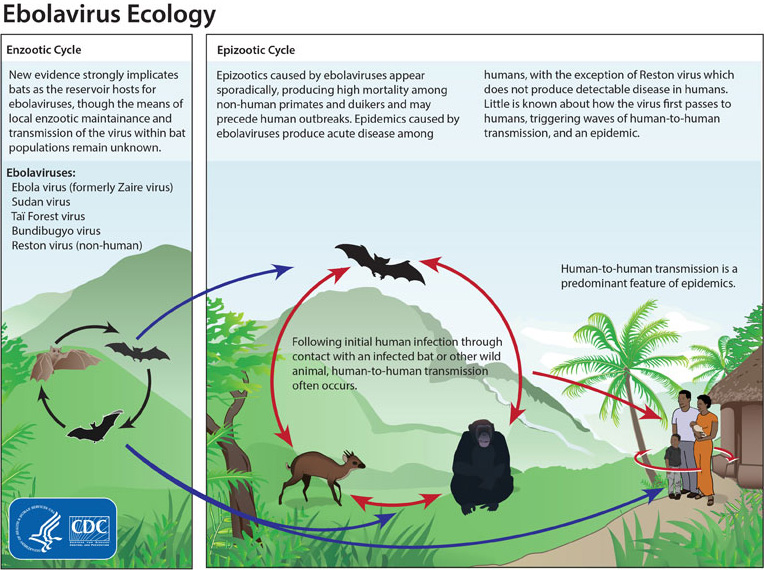 Ebolavirus Ecology
Enzootic Cycle
New evidence strongly implicates
bats as the reservoir hosts for
ebolaviruses, though the means of
local enzootic maintainance and
transmission of the virus within bat
populations remain unknown.
Ebolaviruses:
Ebola virus (formerly Zaire virus)
Sudan virus
Taï Forest virus
Bundibugyo virus
Reston virus (non-human)
Epizootic Cycle
Epizootics caused by ebolaviruses appear
sporadically, producing high mortality among
non-human primates and duikers and may
precede human outbreaks. Epidemics caused by
ebolaviruses produce acute disease among
humans, with the exception of Reston virus which
does not produce detectable disease in humans.
Little is known about how the virus first passes to
humans, triggering waves of human-to-human
transmission, and an epidemic.
Human-to-human transmission is a
predominant feature of epidemics.
Following initial human infection through
contact with an infected bat or other wild
animal, human-to-human transmission
often occurs.
CDC